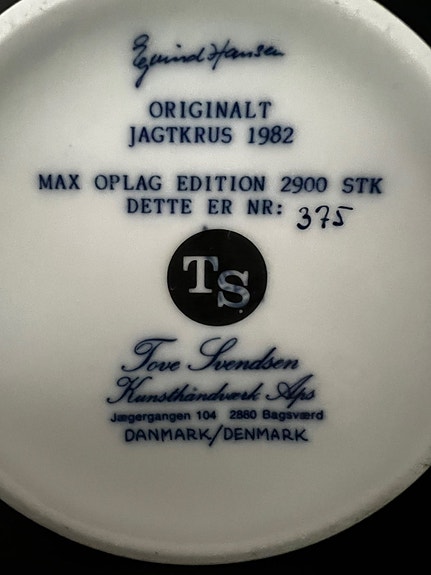 Ejvind Hansen
ORIGINALT
JAGTKRUS 1982
MAX OPLAG EDITION 2900 STK
DETTE ER NR: 375
TS
Tove Svendsen
Kunsthåndværk Aps
Jægergangen 104 2880 Bagsværd
DANMARK/DENMARK